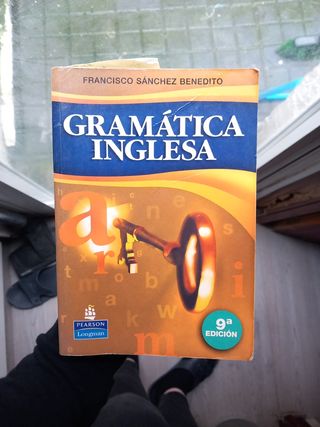 FRANCISCO SÁNCHEZ BENEDITO
GRAMÁTICA
INGLESA
9ª
EDICIÓN
PEARSON
Longman